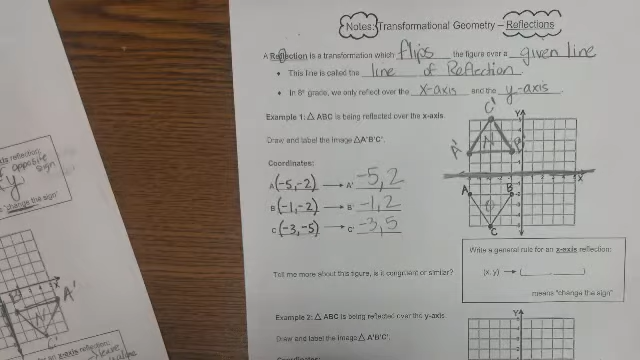 Notes: Transformational Geometry – Reflections
A Reflection is a transformation which flips the figure over a given line
• This line is called the line of Reflection.
• In 8th grade, we only reflect over the x-axis and the y-axis.
Example 1: △ ABC is being reflected over the x-axis.
Draw and label the image △A'B'C'.
Coordinates:
A (-5,-2) → A' -5, 2
B (-1,-2) → B' -1, 2
C (-3,-5) → C' -3, 5
Tell me more about this figure, is it congruent or similar?
Example 2: △ ABC is being reflected over the y-axis.
Draw and label the image △A'B'C'.
C'
Y
A'
N
B'
X
A
B
O
C
Write a general rule for an x-axis reflection:
(x, y) → (__________)
__________ means "change the sign"
Y
reflection:
opposite
sign
y
"change the sign"
X
A'
N
C'